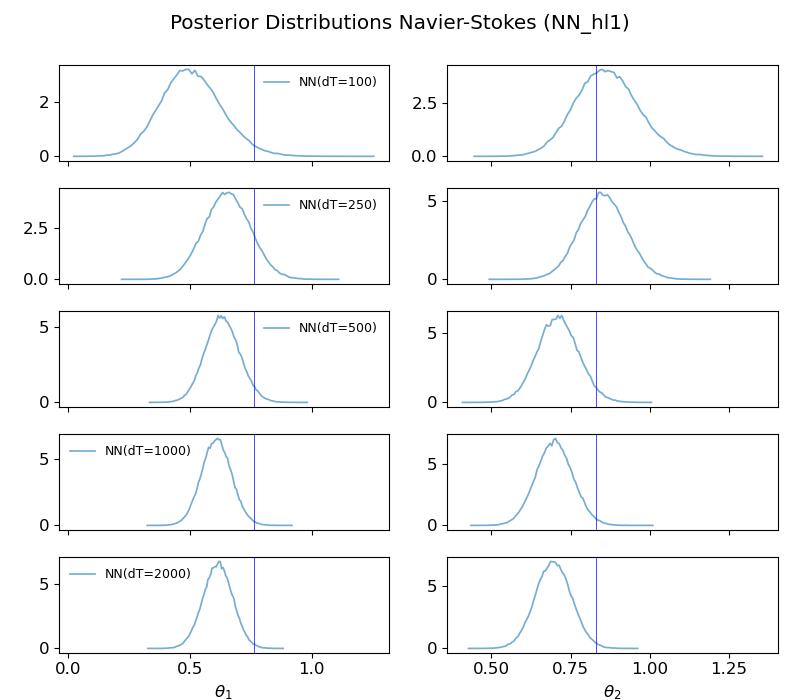 Posterior Distributions Navier-Stokes (NN_hl1)
2
0
NN(dT=100)
2.5
0.0
2.5
0.0
NN(dT=250)
5
0
5
0
NN(dT=500)
5
0
5
0
NN(dT=1000)
5
0
5
0
NN(dT=2000)
5
0
0.0 0.5 1.0
0.50 0.75 1.00 1.25
θ₁
θ₂